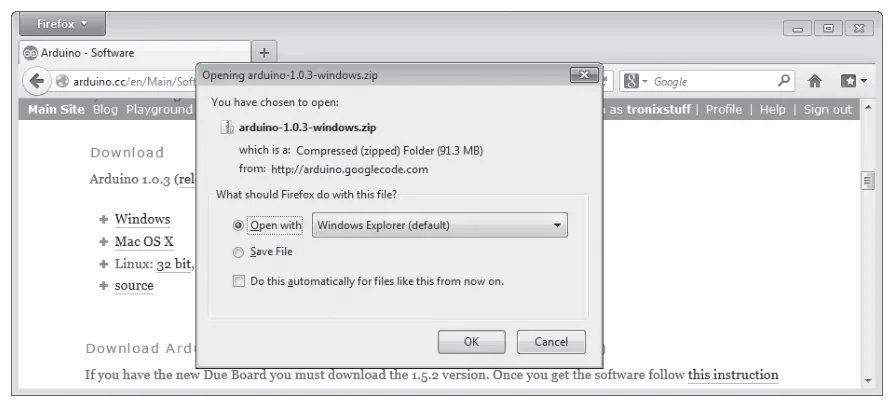 Firefox
Arduino - Software
arduino.cc/en/Main/Soft
Google
Main Site Blog Playground
as tronixstuff | Profile | Help | Sign out
Download
Arduino 1.0.3 (rel
Windows
Mac OS X
Linux: 32 bit,
source
Download Ard
If you have the new Due Board you must download the 1.5.2 version. Once you get the software follow this instruction
Opening arduino-1.0.3-windows.zip
You have chosen to open:
arduino-1.0.3-windows.zip
which is a: Compressed (zipped) Folder (91.3 MB)
from: http://arduino.googlecode.com
What should Firefox do with this file?
Open with Windows Explorer (default)
Save File
Do this automatically for files like this from now on.
OK Cancel